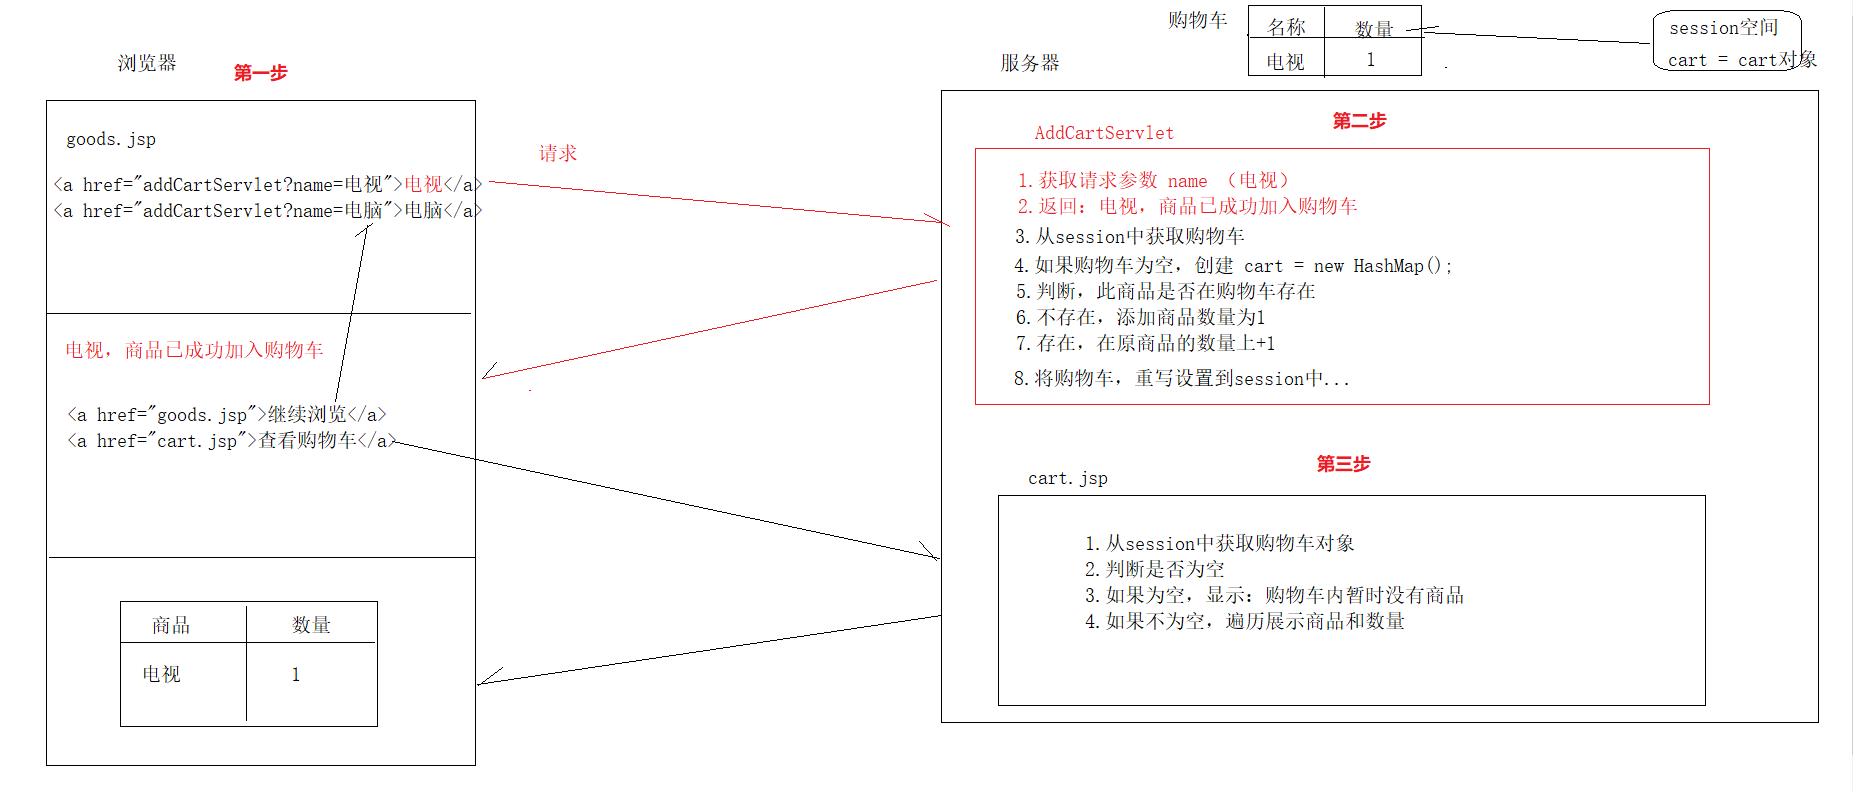 购物车
名称 数量
电视 1
session空间
cart = cart对象
浏览器
第一步
goods.jsp
<a href="addCartServlet?name=电视">电视</a>
<a href="addCartServlet?name=电脑">电脑</a>
请求
电视，商品已成功加入购物车
<a href="goods.jsp">继续浏览</a>
<a href="cart.jsp">查看购物车</a>
商品 数量
电视 1
服务器
第二步
AddCartServlet
1.获取请求参数 name （电视）
2.返回：电视，商品已成功加入购物车
3.从session中获取购物车
4.如果购物车为空，创建 cart = new HashMap();
5.判断，此商品是否在购物车存在
6.不存在，添加商品数量为1
7.存在，在原商品的数量上+1
8.将购物车，重写设置到session中...
第三步
cart.jsp
1.从session中获取购物车对象
2.判断是否为空
3.如果为空，显示：购物车内暂时没有商品
4.如果不为空，遍历展示商品和数量